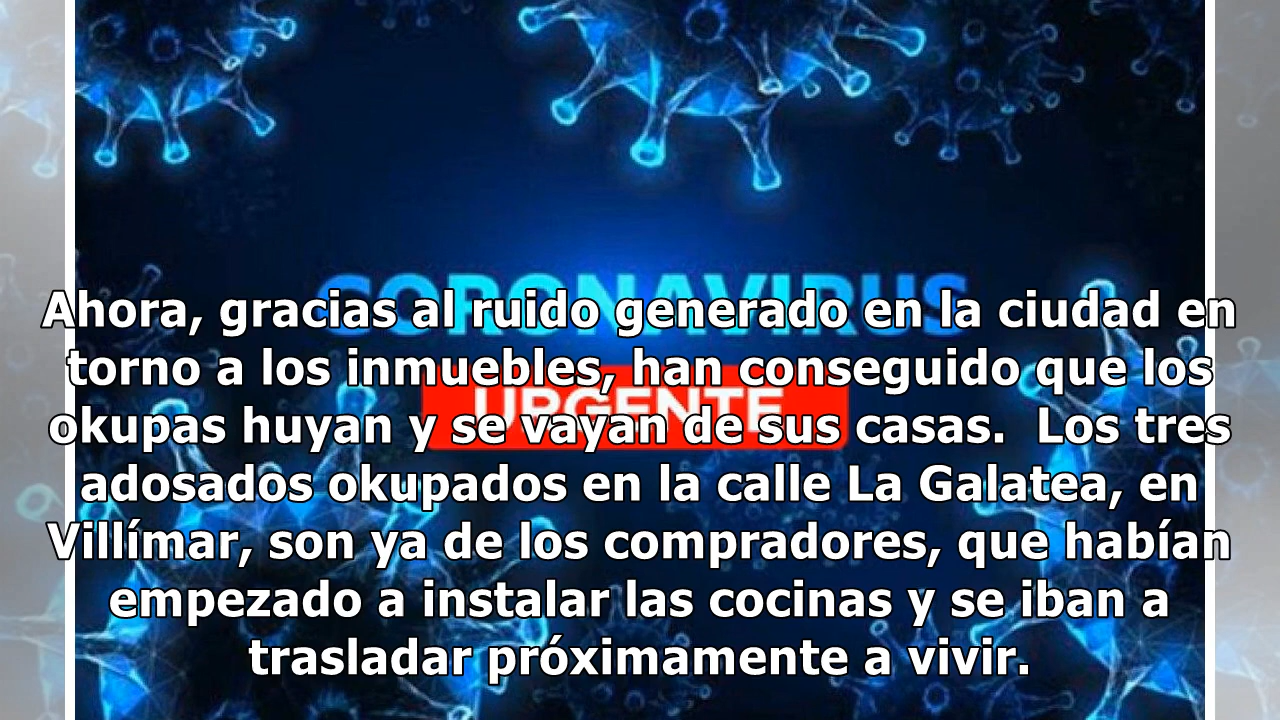 CORONAVIRUS
Ahora, gracias al ruido generado en la ciudad en
torno a los inmuebles, han conseguido que los
URGENTE
okupas huyan y se vayan de sus casas.  Los tres
adosados okupados en la calle La Galatea, en
Villímar, son ya de los compradores, que habían
empezado a instalar las cocinas y se iban a
trasladar próximamente a vivir.